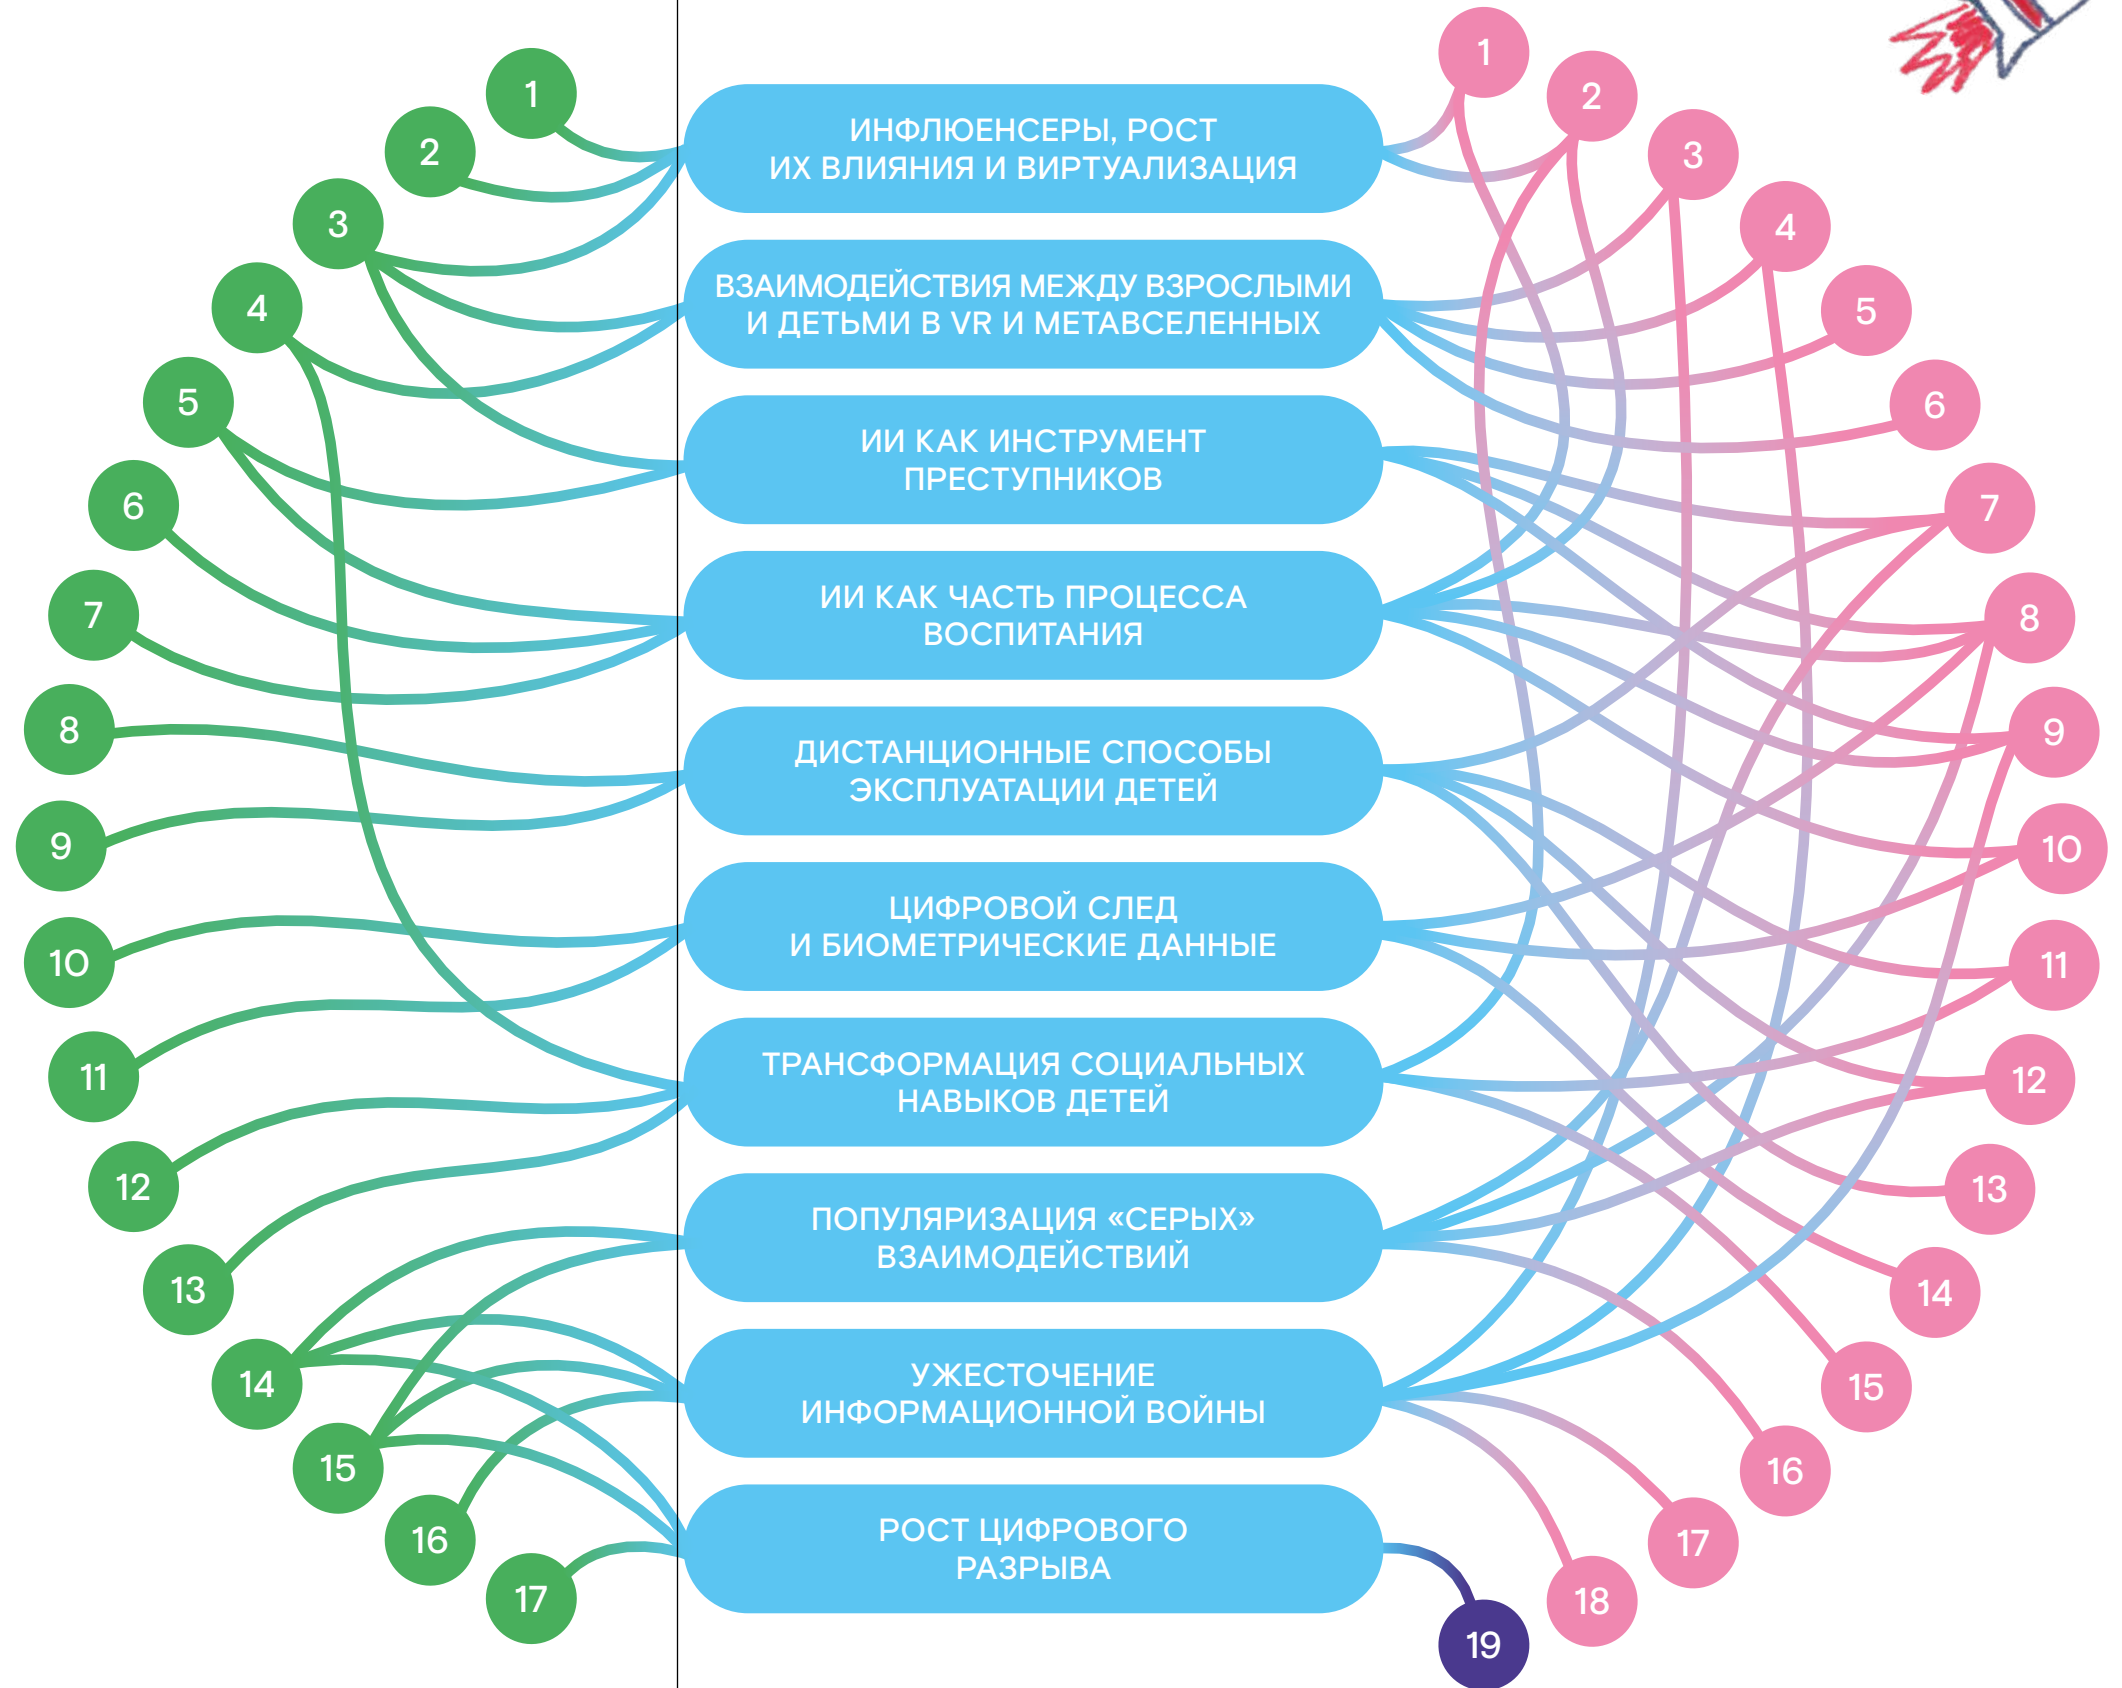 1
2
3
4
5
6
7
8
9
10
11
12
13
14
15
16
17
ИНФЛЮЕНСЕРЫ, РОСТ
ИХ ВЛИЯНИЯ И ВИРТУАЛИЗАЦИЯ
ВЗАИМОДЕЙСТВИЯ МЕЖДУ ВЗРОСЛЫМИ
И ДЕТЬМИ В VR И МЕТАВСЕЛЕННЫХ
ИИ КАК ИНСТРУМЕНТ
ПРЕСТУПНИКОВ
ИИ КАК ЧАСТЬ ПРОЦЕССА
ВОСПИТАНИЯ
ДИСТАНЦИОННЫЕ СПОСОБЫ
ЭКСПЛУАТАЦИИ ДЕТЕЙ
ЦИФРОВОЙ СЛЕД
И БИОМЕТРИЧЕСКИЕ ДАННЫЕ
ТРАНСФОРМАЦИЯ СОЦИАЛЬНЫХ
НАВЫКОВ ДЕТЕЙ
ПОПУЛЯРИЗАЦИЯ «СЕРЫХ»
ВЗАИМОДЕЙСТВИЙ
УЖЕСТОЧЕНИЕ
ИНФОРМАЦИОННОЙ ВОЙНЫ
РОСТ ЦИФРОВОГО
РАЗРЫВА
1
2
3
4
5
6
7
8
9
10
11
12
13
14
15
16
17
18
19